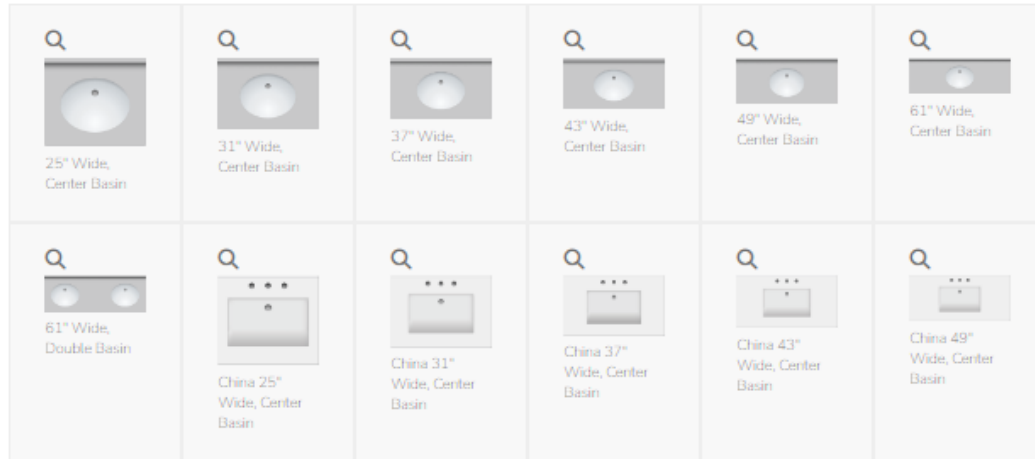 25" Wide,
Center Basin
31" Wide,
Center Basin
37" Wide,
Center Basin
43" Wide,
Center Basin
49" Wide,
Center Basin
61" Wide,
Center Basin
61" Wide,
Double Basin
China 25"
Wide, Center
Basin
China 31"
Wide, Center
Basin
China 37"
Wide, Center
Basin
China 43"
Wide, Center
Basin
China 49"
Wide, Center
Basin